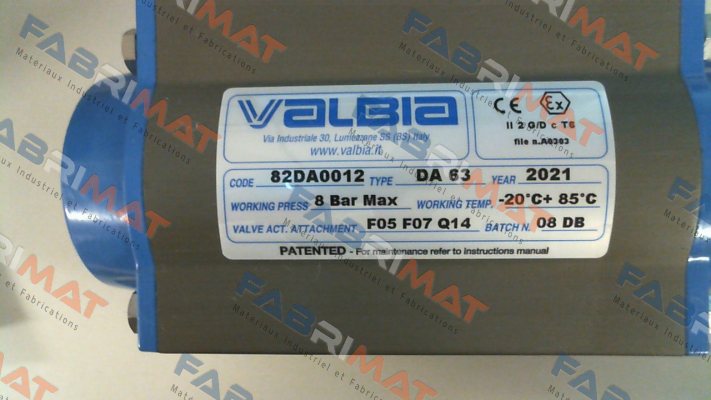 VALBIA
Via Industriale 30, Lumezzane SS (BS) Italy
www.valbia.it
CE Ex
II 2 G/D c T6
file n.A0303
CODE 82DA0012 TYPE DA 63 YEAR 2021
WORKING PRESS 8 Bar Max WORKING TEMP. -20°C+ 85°C
VALVE ACT. ATTACHMENT F05 F07 Q14 BATCH N. 08 DB
PATENTED - For maintenance refer to instructions manual
FABRIMAT
Materiaux Industriel et Fabrications